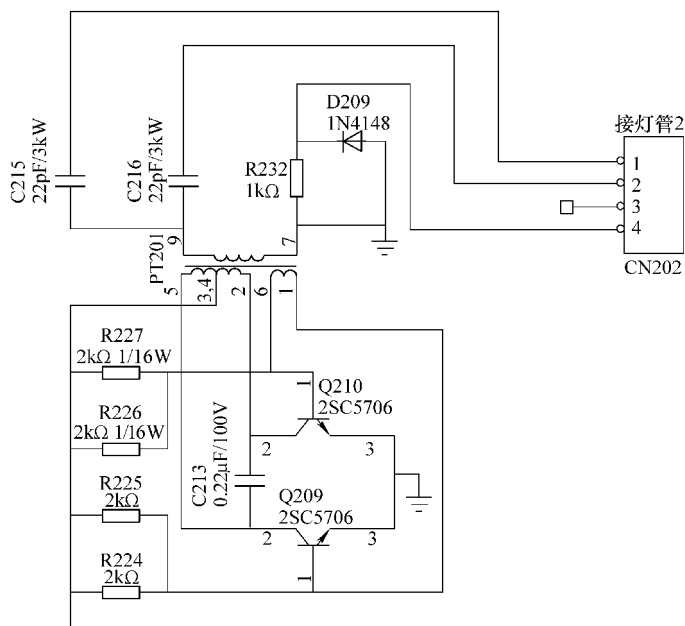 D209
1N4148
接灯管2
C215
22pF/3kW
C216
22pF/3kW
R232
1kΩ
1
2
3
4
CN202
9
7
PT201
5
3,4
2
6
1
R227
2kΩ 1/16W
1
Q210
2SC5706
R226
2kΩ 1/16W
2
3
C213
0.22μF/100V
R225
2kΩ
Q209
2SC5706
2
3
R224
2kΩ
1